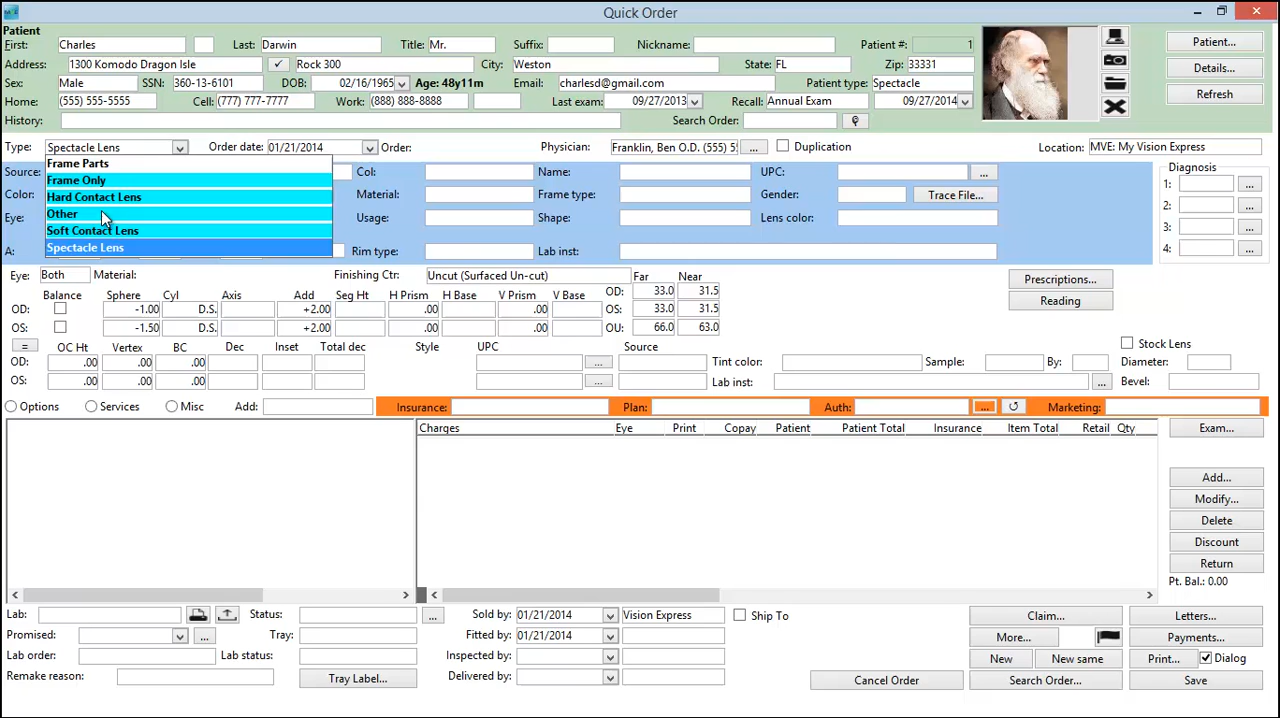 Quick Order
Patient
First: Charles Last: Darwin Title: Mr. Suffix: Nickname: Patient #: 1 Patient...
Address: 1300 Komodo Dragon Isle ✓ Rock 300 City: Weston State: FL Zip: 33331 Details...
Sex: Male SSN: 360-13-6101 DOB: 02/16/1965 Age: 48y11m Email: charlesd@gmail.com Patient type: Spectacle
Home: (555) 555-5555 Cell: (777) 777-7777 Work: (888) 888-8888 Last exam: 09/27/2013 Recall: Annual Exam 09/27/2014 Refresh
History: Search Order:
Type: Spectacle Lens Order date: 01/21/2014 Order: Physician: Franklin, Ben O.D. (555) 5! ... Duplication Location: MVE: My Vision Express
Frame Parts
Source: Col: Name: UPC: ... Diagnosis
Frame Only 1: ...
Color: Hard Contact Lens Material: Frame type: Gender: Trace File... 2: ...
Eye: Other Usage: Shape: Lens color: 3: ...
Soft Contact Lens
A: Spectacle Lens Rim type: Lab inst: 4: ...
Eye: Both Material: Finishing Ctr: Uncut (Surfaced Un-cut) Far Near Prescriptions...
Balance Sphere Cyl Axis Add Seg Ht H Prism H Base V Prism V Base OD: 33.0 31.5 Reading
OD: -1.00 D.S. +2.00 .00 .00 OS: 33.0 31.5
OS: -1.50 D.S. +2.00 .00 .00 OU: 66.0 63.0
= OC Ht Vertex BC Dec Inset Total dec Style UPC Source Stock Lens
OD: .00 .00 .00 ... Tint color: Sample: By: Diameter:
OS: .00 .00 .00 ... Lab inst: ... Bevel:
Options Services Misc Add: Insurance: Plan: Auth: ... Marketing:
Charges Eye Print Copay Patient Patient Total Insurance Item Total Retail Qty Exam...
Add...
Modify...
Delete
Discount
Return
Pt. Bal.: 0.00
Lab: Status: ... Sold by: 01/21/2014 Vision Express Ship To Claim... Letters...
Promised: ... Tray: Fitted by: 01/21/2014 More... Payments...
Lab order: Lab status: Inspected by: New New same Print... Dialog
Remake reason: Tray Label... Delivered by: Cancel Order Search Order... Save